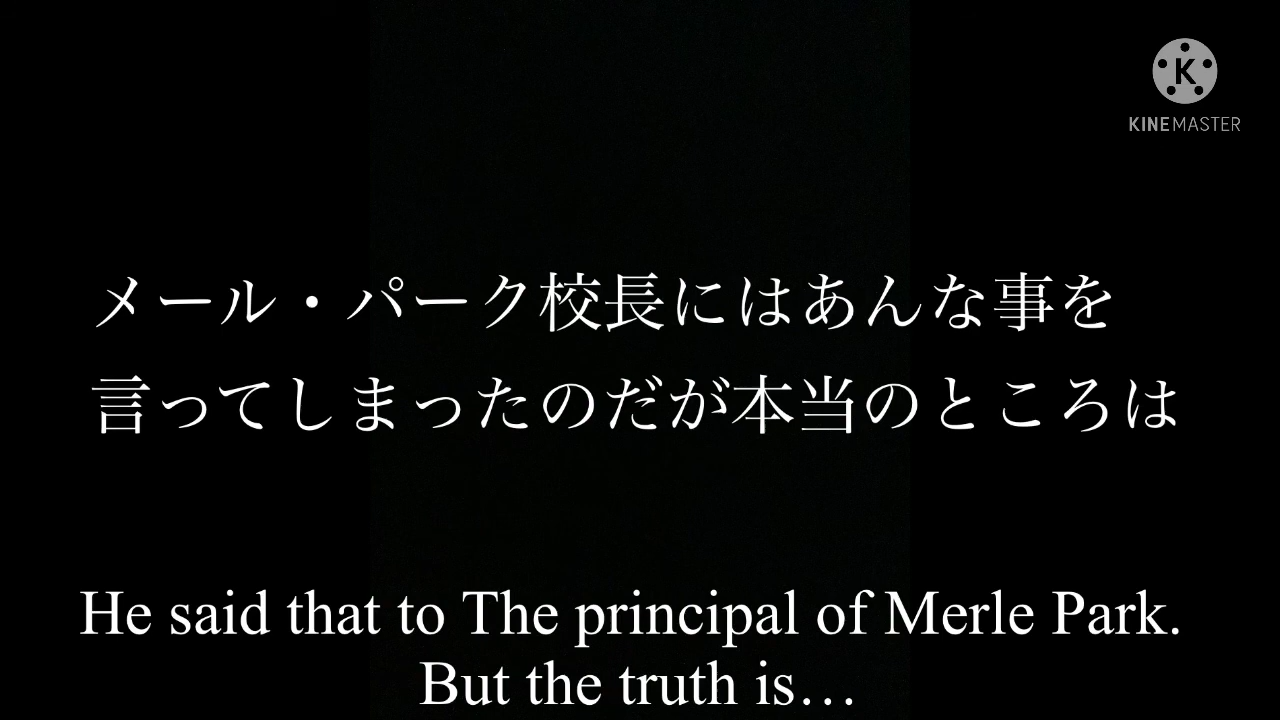 KINEMASTER
メール・パーク校長にはあんな事を
言ってしまったのだが本当のところは
He said that to The principal of Merle Park.
But the truth is…